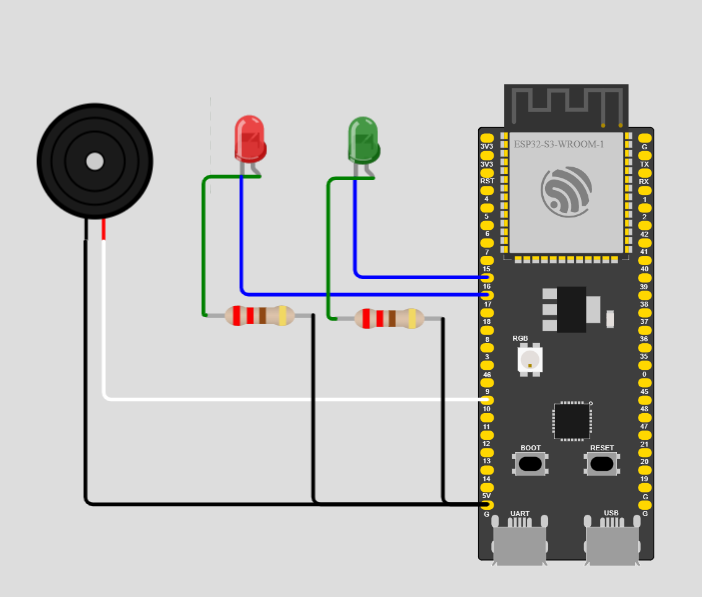 ESP32-S3-WROOM-1
3V3
3V3
RST
4
5
6
7
15
16
17
18
8
3
46
9
10
11
12
13
14
5V
G
G
TX
RX
1
2
42
41
40
39
38
37
36
35
0
45
48
47
21
20
19
G
G
RGB
BOOT
RESET
UART
USB